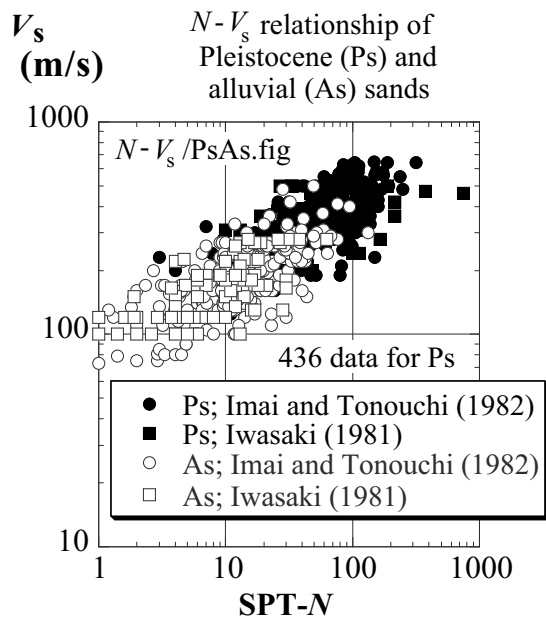 Vs
(m/s)
N-Vs relationship of
Pleistocene (Ps) and
alluvial (As) sands
1000
N-Vs /PsAs.fig
100
436 data for Ps
Ps; Imai and Tonouchi (1982)
Ps; Iwasaki (1981)
As; Imai and Tonouchi (1982)
As; Iwasaki (1981)
10
1 10 100 1000
SPT-N